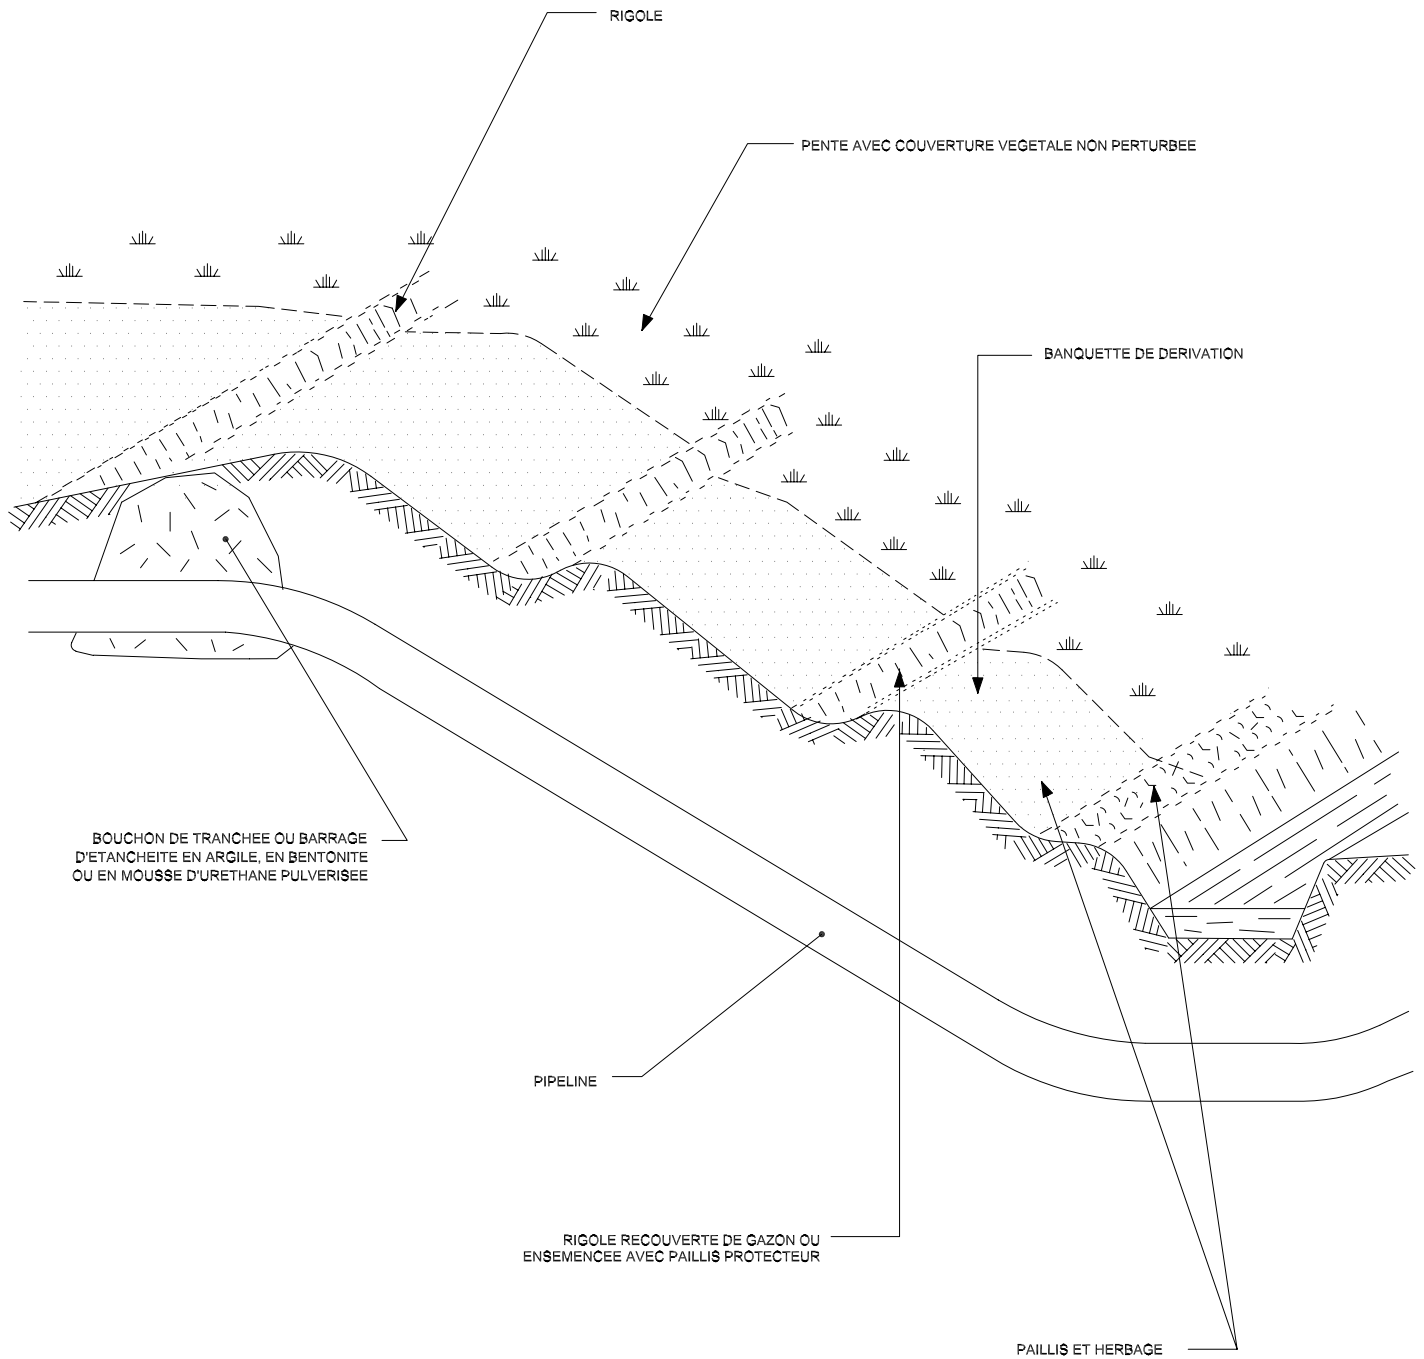 RIGOLE
PENTE AVEC COUVERTURE VEGETALE NON PERTURBEE
BANQUETTE DE DERIVATION
BOUCHON DE TRANCHEE OU BARRAGE
D'ETANCHEITE EN ARGILE, EN BENTONITE
OU EN MOUSSE D'URETHANE PULVERISEE
PIPELINE
RIGOLE RECOUVERTE DE GAZON OU
ENSEMENCEE AVEC PAILLIS PROTECTEUR
PAILLIS ET HERBAGE